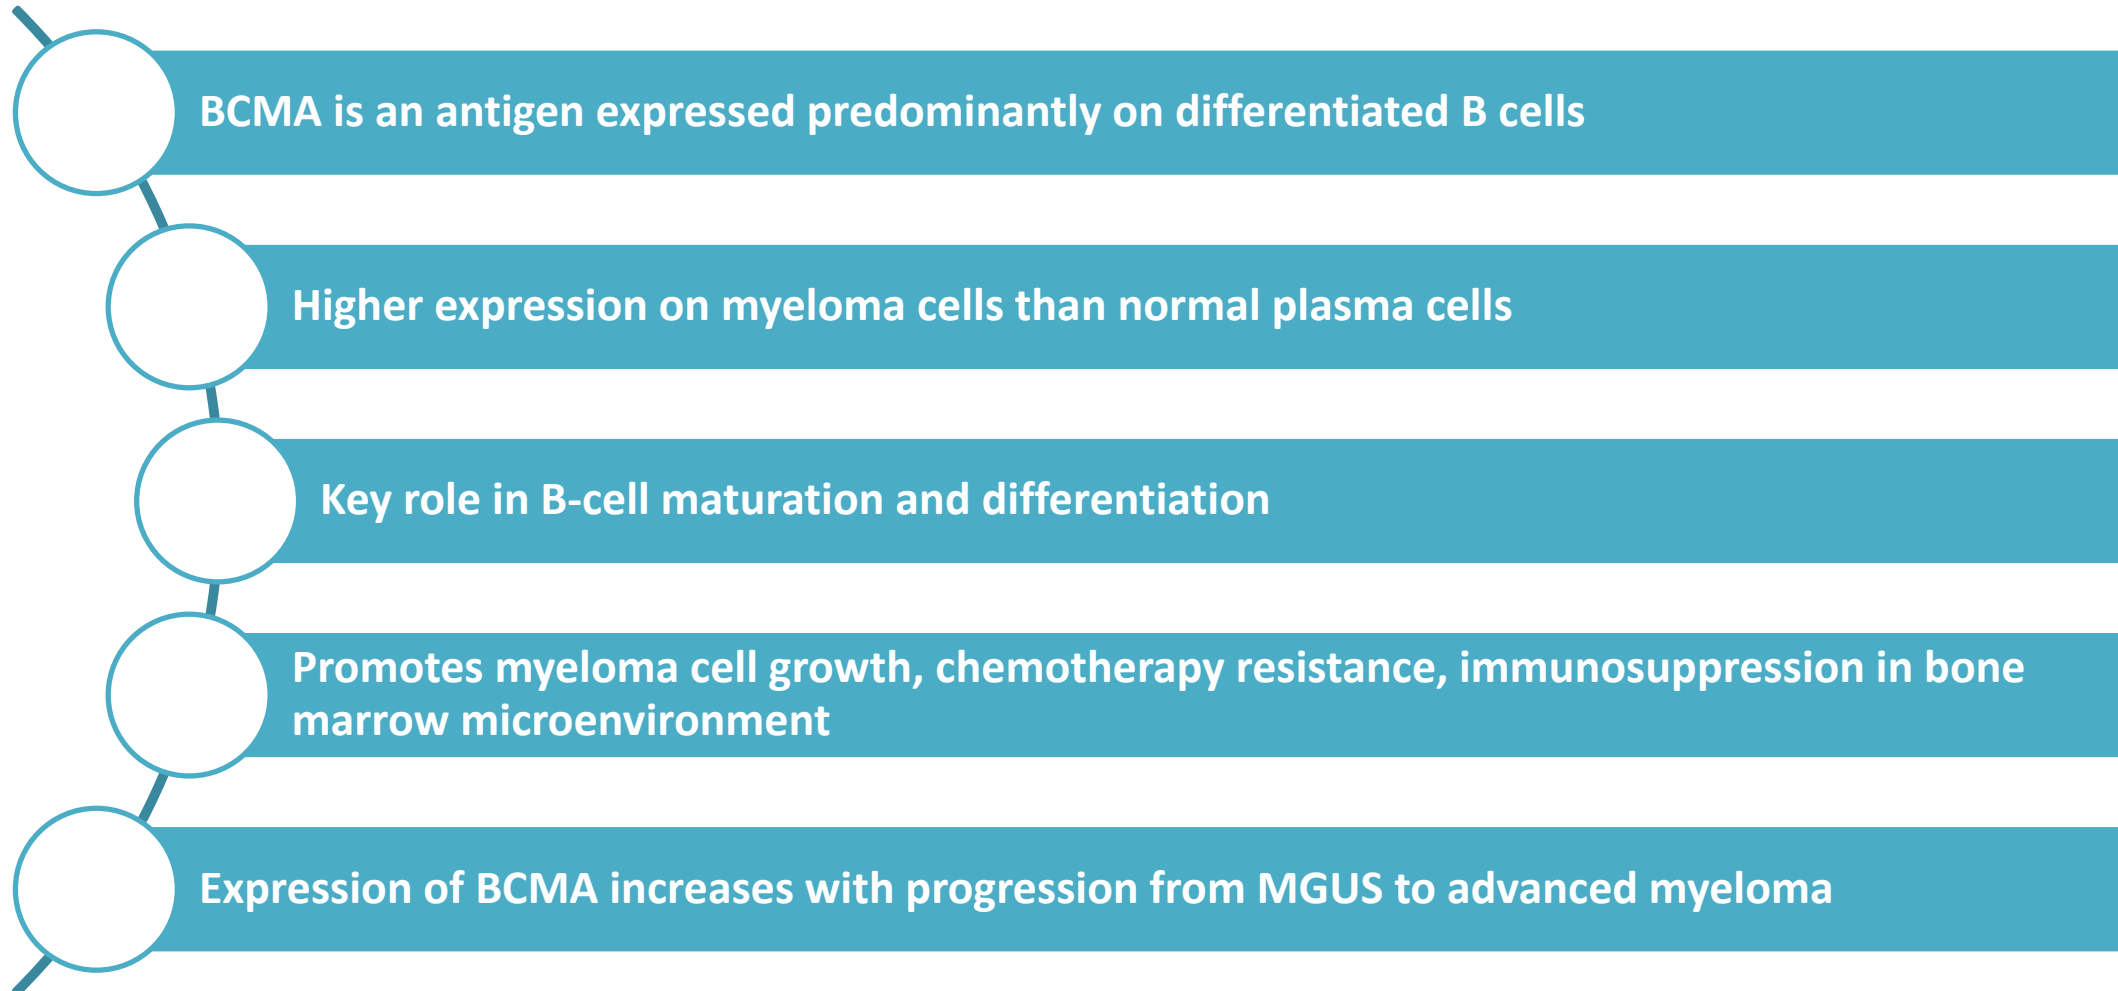 BCMA is an antigen expressed predominantly on differentiated B cells
Higher expression on myeloma cells than normal plasma cells
Key role in B-cell maturation and differentiation
Promotes myeloma cell growth, chemotherapy resistance, immunosuppression in bone
marrow microenvironment
Expression of BCMA increases with progression from MGUS to advanced myeloma